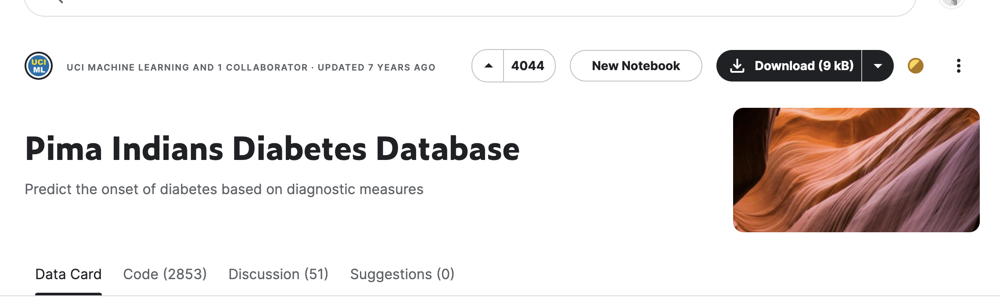 UCI
ML
UCI MACHINE LEARNING AND 1 COLLABORATOR · UPDATED 7 YEARS AGO
4044
New Notebook
Download (9 kB)
Pima Indians Diabetes Database
Predict the onset of diabetes based on diagnostic measures
Data Card Code (2853) Discussion (51) Suggestions (0)